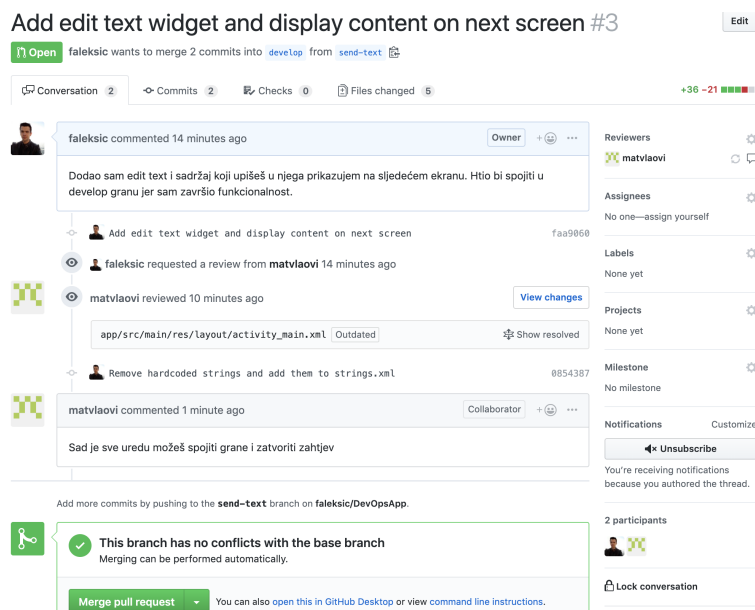 Add edit text widget and display content on next screen #3
Edit
Open
faleksic wants to merge 2 commits into develop from send-text
Conversation 2
Commits 2
Checks 0
Files changed 5
+36 −21
faleksic commented 14 minutes ago
Owner
Dodao sam edit text i sadržaj koji upišeš u njega prikazujem na sljedećem ekranu. Htio bi spojiti u
develop granu jer sam završio funkcionalnost.
Add edit text widget and display content on next screen
faa9060
faleksic requested a review from matvlaovi 14 minutes ago
matvlaovi reviewed 10 minutes ago
View changes
app/src/main/res/layout/activity_main.xml Outdated
Show resolved
Remove hardcoded strings and add them to strings.xml
0854387
matvlaovi commented 1 minute ago
Collaborator
Sad je sve uredu možeš spojiti grane i zatvoriti zahtjev
Add more commits by pushing to the send-text branch on faleksic/DevOpsApp.
This branch has no conflicts with the base branch
Merging can be performed automatically.
Merge pull request
You can also open this in GitHub Desktop or view command line instructions.
Reviewers
matvlaovi
Assignees
No one—assign yourself
Labels
None yet
Projects
None yet
Milestone
No milestone
Notifications
Customize
Unsubscribe
You're receiving notifications
because you authored the thread.
2 participants
Lock conversation